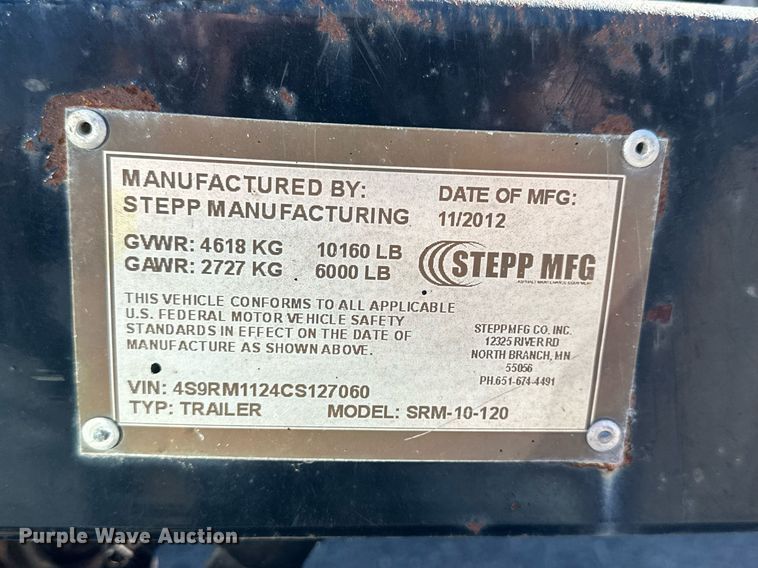 MANUFACTURED BY:
STEPP MANUFACTURING
DATE OF MFG:
11/2012
GVWR: 4618 KG 10160 LB
GAWR: 2727 KG 6000 LB
STEPP MFG
ASPHALT MAINTENANCE EQUIPMENT
THIS VEHICLE CONFORMS TO ALL APPLICABLE
U.S. FEDERAL MOTOR VEHICLE SAFETY
STANDARDS IN EFFECT ON THE DATE OF
MANUFACTURE AS SHOWN ABOVE.
STEPP MFG CO. INC.
12325 RIVER RD
NORTH BRANCH, MN
55056
PH.651-674-4491
VIN: 4S9RM1124CS127060
TYP: TRAILER MODEL: SRM-10-120
Purple Wave Auction